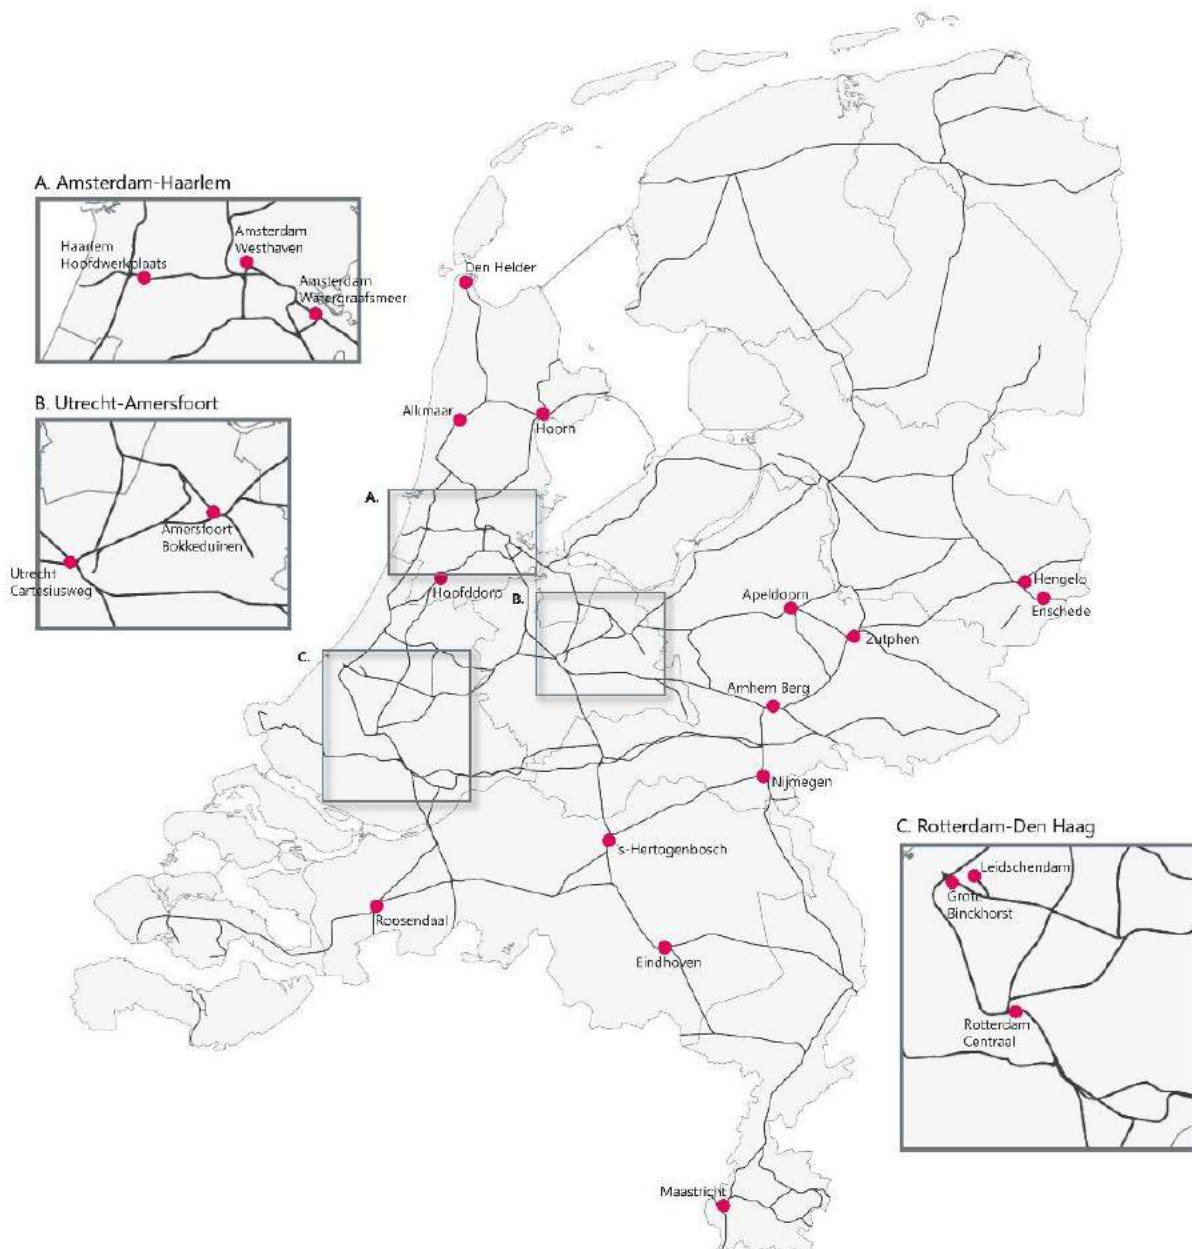 A. Amsterdam-Haarlem
Haarlem
Hoofdwerkplaats
Amsterdam
Westhaven
Amsterdam
Watergraafsmeer
B. Utrecht-Amersfoort
Amersfoort
Bokkeduinen
Utrecht
Cartesiusweg
Den Helder
Alkmaar
Hoorn
A.
Hoofddorp
B.
C.
Apeldoorn
Hengelo
Enschede
Zutphen
Arnhem Berg
Nijmegen
's-Hertogenbosch
Roosendaal
Eindhoven
Maastricht
C. Rotterdam-Den Haag
Leidschendam
Grote
Binckhorst
Rotterdam
Centraal